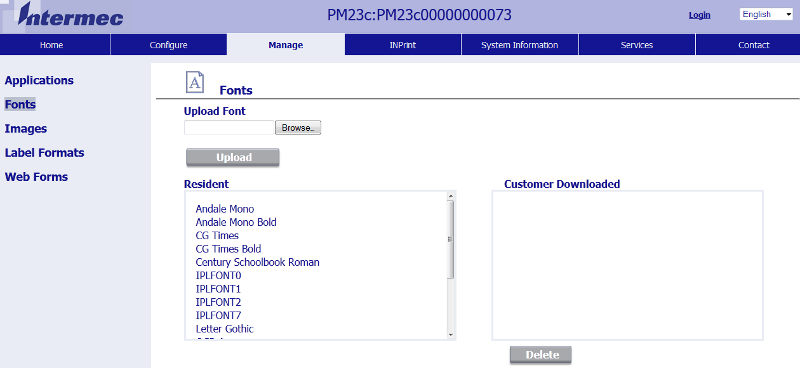 Intermec
PM23c:PM23c00000000073
Login
English
Home
Configure
Manage
INPrint
System Information
Services
Contact
Applications
Fonts
Images
Label Formats
Web Forms
A
Fonts
Upload Font
Browse..
Upload
Resident
Andale Mono
Andale Mono Bold
CG Times
CG Times Bold
Century Schoolbook Roman
IPLFONT0
IPLFONT1
IPLFONT2
IPLFONT7
Letter Gothic
Customer Downloaded
Delete